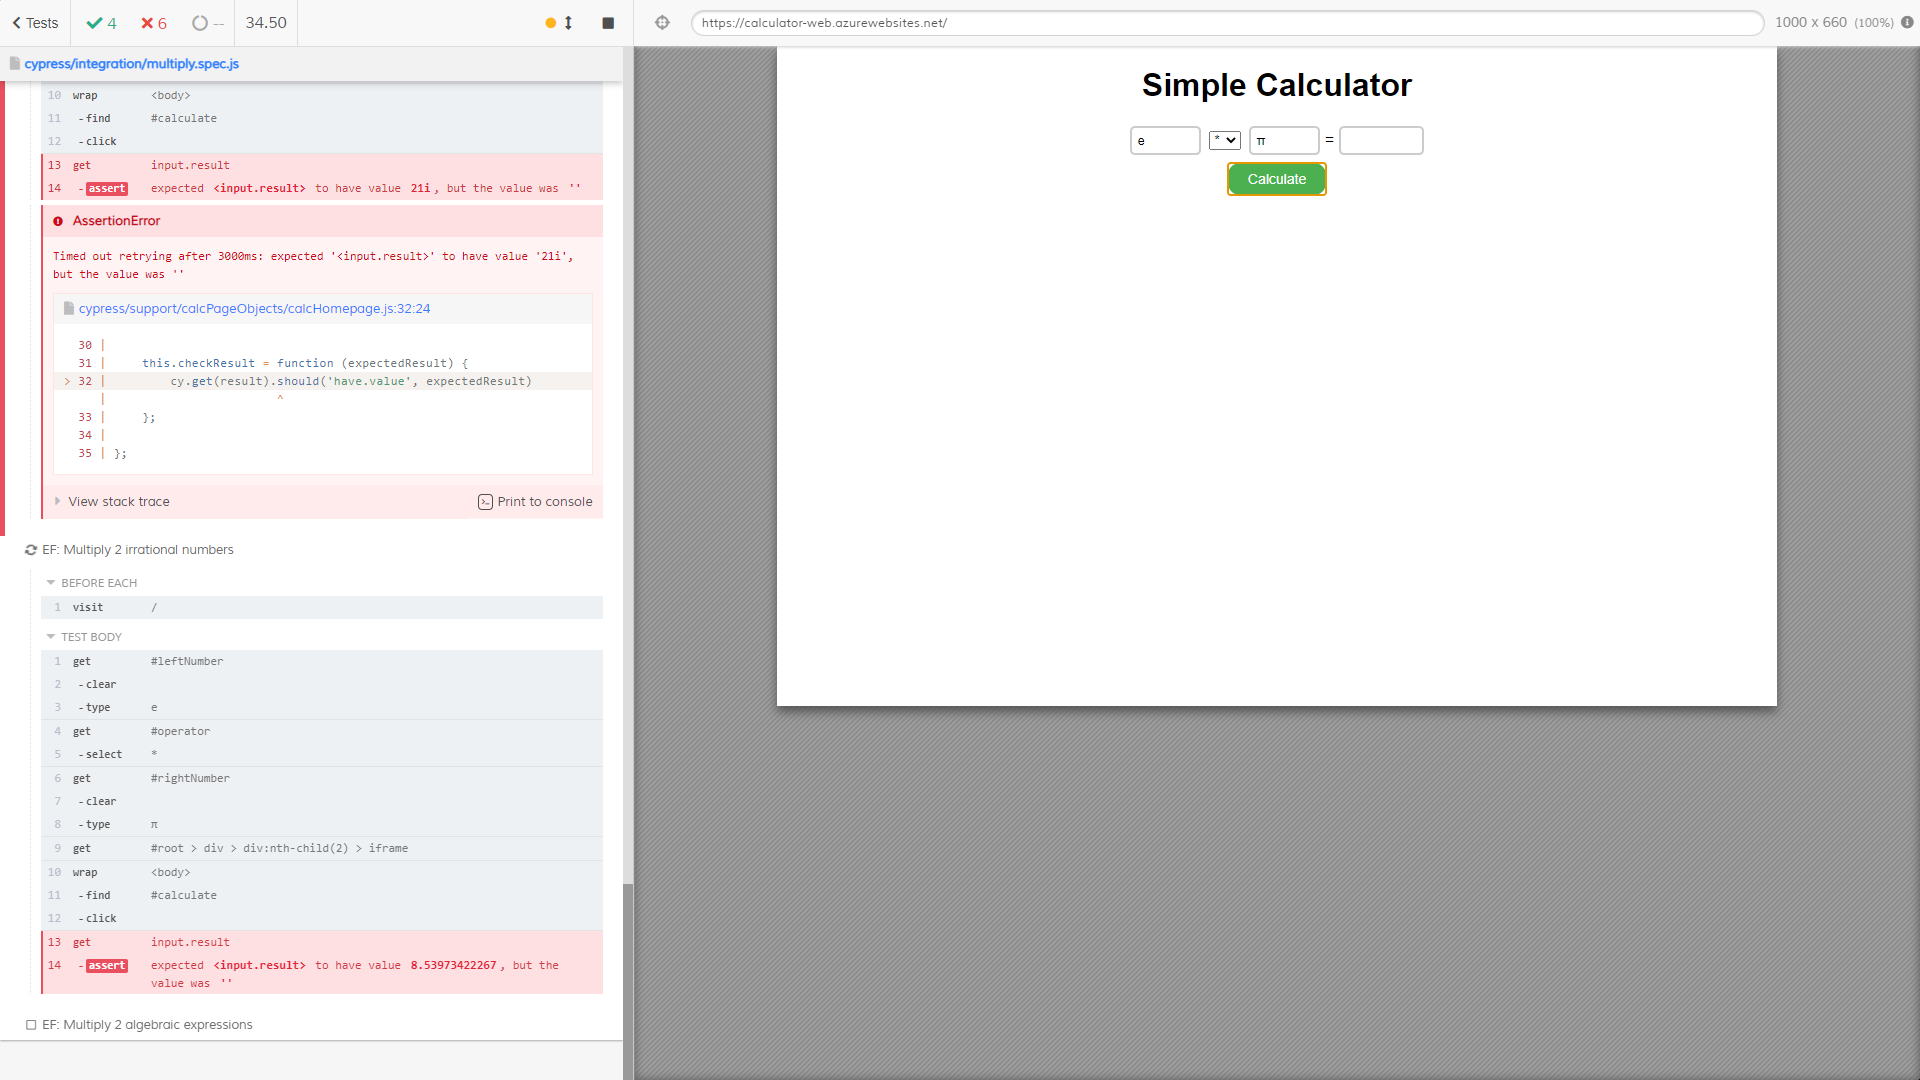 Tests 4 6 -- 34.50
https://calculator-web.azurewebsites.net/ 1000 x 660 (100%)
cypress/integration/multiply.spec.js
10 wrap <body>
11 -find #calculate
12 -click
13 get input.result
14 -assert expected <input.result> to have value 21i, but the value was ''
AssertionError
Timed out retrying after 3000ms: expected '<input.result>' to have value '21i',
but the value was ''
cypress/support/calcPageObjects/calcHomepage.js:32:24
30 |
31 | this.checkResult = function (expectedResult) {
> 32 | cy.get(result).should('have.value', expectedResult)
| ^
33 | };
34 |
35 | };
View stack trace Print to console
EF: Multiply 2 irrational numbers
BEFORE EACH
1 visit /
TEST BODY
1 get #leftNumber
2 -clear
3 -type e
4 get #operator
5 -select *
6 get #rightNumber
7 -clear
8 -type π
9 get #root > div > div:nth-child(2) > iframe
10 wrap <body>
11 -find #calculate
12 -click
13 get input.result
14 -assert expected <input.result> to have value 8.53973422267, but the
value was ''
EF: Multiply 2 algebraic expressions
Simple Calculator
e * π =
Calculate